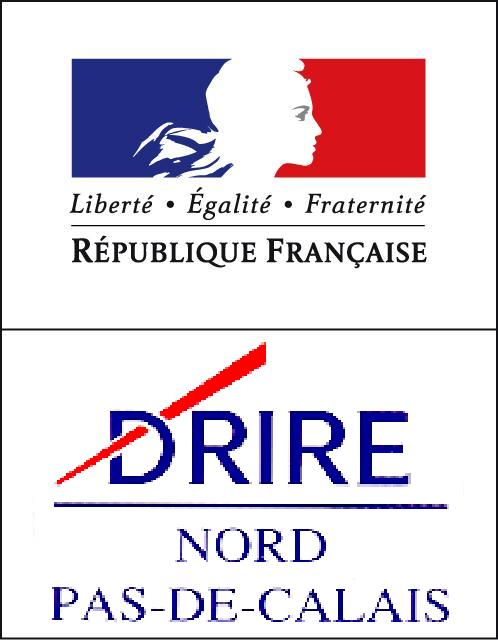 Liberté • Égalité • Fraternité
RÉPUBLIQUE FRANÇAISE
DRIRE
NORD
PAS-DE-CALAIS